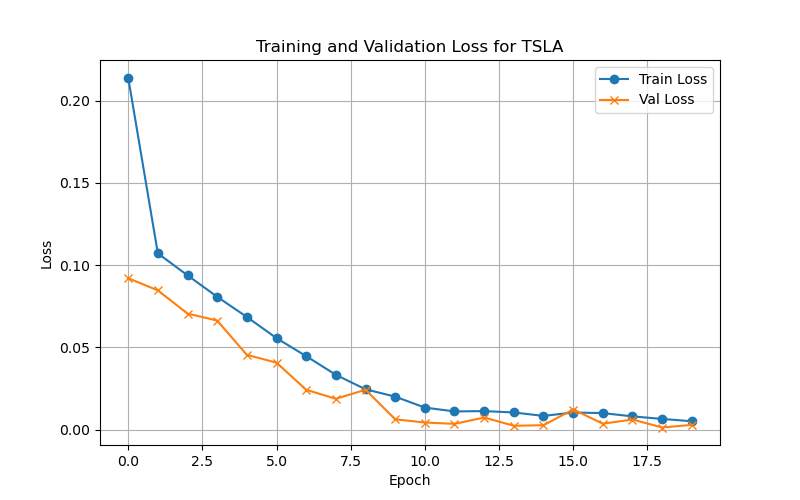 Training and Validation Loss for TSLA
Train Loss
Val Loss
0.20
0.15
0.10
0.05
0.00
Loss
0.0 2.5 5.0 7.5 10.0 12.5 15.0 17.5
Epoch